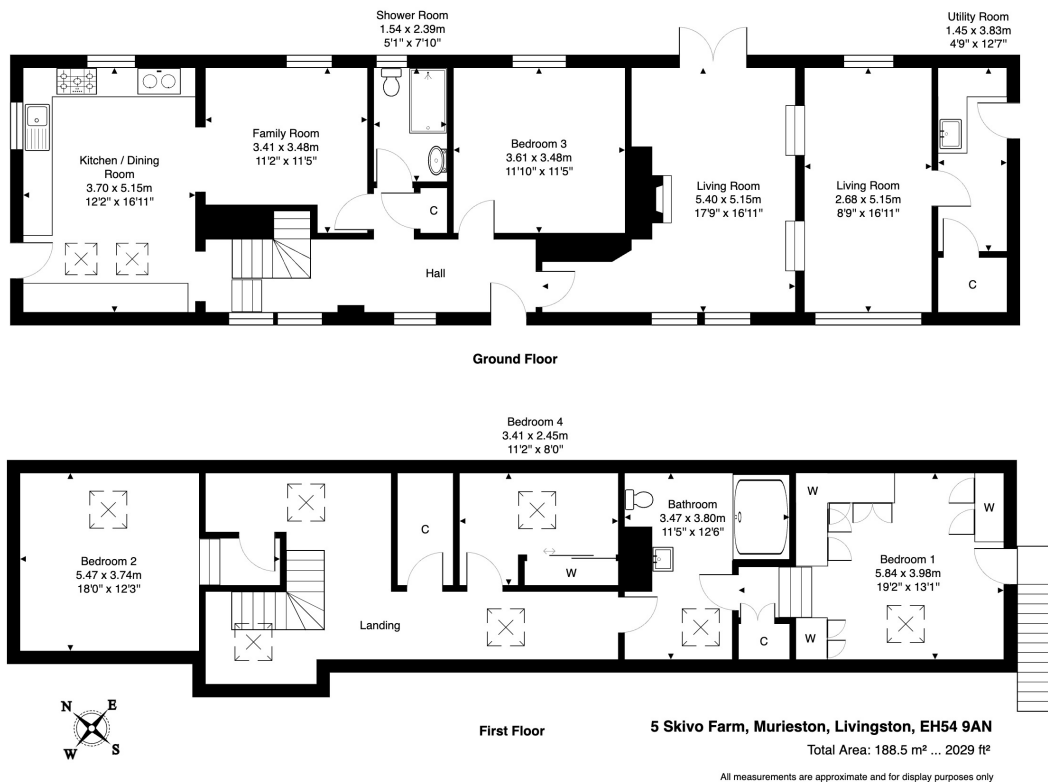 Shower Room
1.54 x 2.39m
5'1" x 7'10"
Utility Room
1.45 x 3.83m
4'9" x 12'7"
Kitchen / Dining
Room
3.70 x 5.15m
12'2" x 16'11"
Family Room
3.41 x 3.48m
11'2" x 11'5"
Bedroom 3
3.61 x 3.48m
11'10" x 11'5"
Living Room
5.40 x 5.15m
17'9" x 16'11"
Living Room
2.68 x 5.15m
8'9" x 16'11"
C
Hall
C
Ground Floor
Bedroom 4
3.41 x 2.45m
11'2" x 8'0"
Bedroom 2
5.47 x 3.74m
18'0" x 12'3"
C
W
Bathroom
3.47 x 3.80m
11'5" x 12'6"
W
W
Bedroom 1
5.84 x 3.98m
19'2" x 13'1"
Landing
C
W
N
E
W
S
First Floor
5 Skivo Farm, Murieston, Livingston, EH54 9AN
Total Area: 188.5 m² ... 2029 ft²
All measurements are approximate and for display purposes only